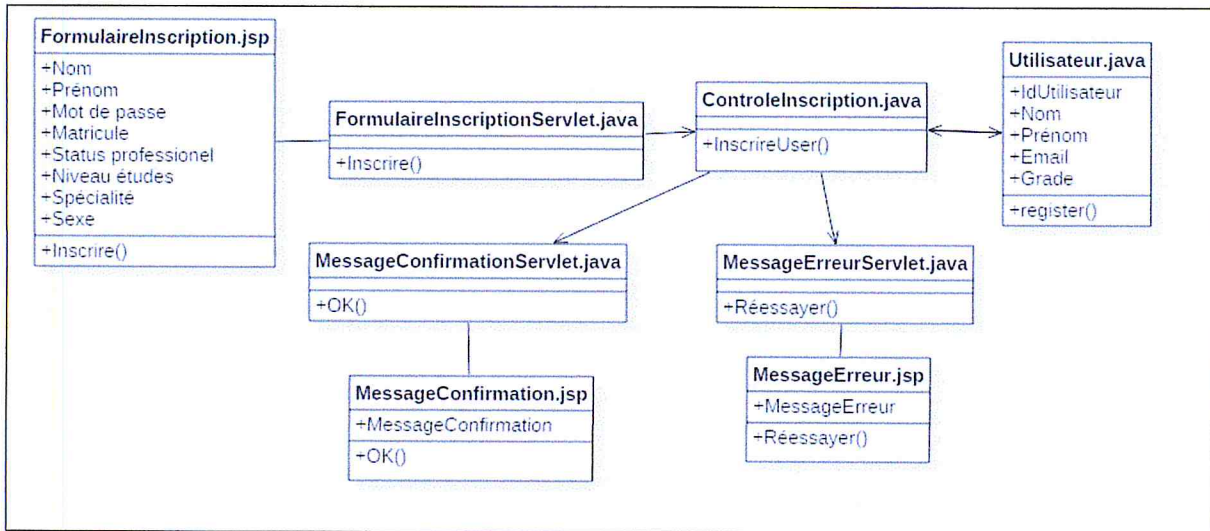 FormulaireInscription.jsp
+Nom
+Prénom
+Mot de passe
+Matricule
+Status professionel
+Niveau études
+Spécialité
+Sexe
+Inscrire()
FormulaireInscriptionServlet.java
+Inscrire()
ControleInscription.java
+InscrireUser()
Utilisateur.java
+IdUtilisateur
+Nom
+Prénom
+Email
+Grade
+register()
MessageConfirmationServlet.java
+OK()
MessageErreurServlet.java
+Réessayer()
MessageConfirmation.jsp
+MessageConfirmation
+OK()
MessageErreur.jsp
+MessageErreur
+Réessayer()